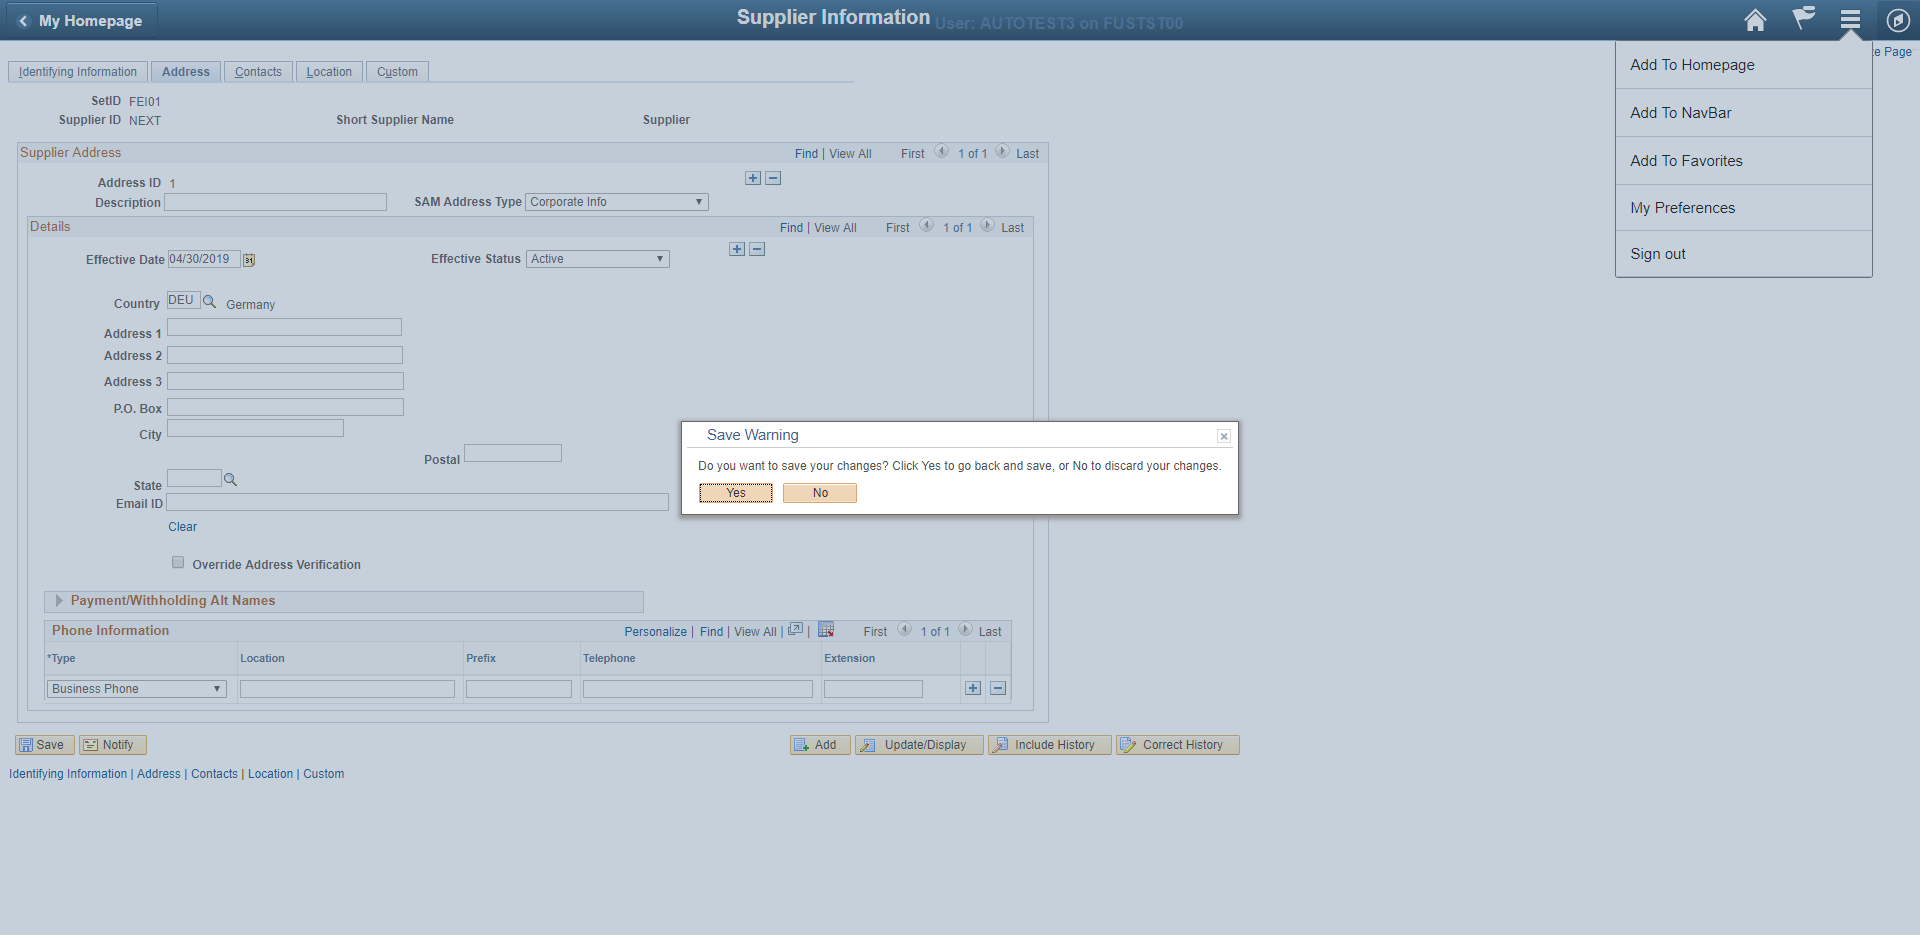 My Homepage
Supplier Information User: AUTOTEST3 on FUSTST00
e Page
Add To Homepage
Add To NavBar
Add To Favorites
My Preferences
Sign out
Identifying Information Address Contacts Location Custom
SetID FEI01
Supplier ID NEXT Short Supplier Name Supplier
Supplier Address Find | View All First 1 of 1 Last
Address ID 1
Description SAM Address Type Corporate Info
Details Find | View All First 1 of 1 Last
Effective Date 04/30/2019 31 Effective Status Active
Country DEU Germany
Address 1
Address 2
Address 3
P.O. Box
City
Postal
State
Email ID
Clear
Override Address Verification
Save Warning
Do you want to save your changes? Click Yes to go back and save, or No to discard your changes.
Yes No
Payment/Withholding Alt Names
Phone Information Personalize | Find | View All | | First 1 of 1 Last
*Type Location Prefix Telephone Extension
Business Phone
Save Notify Add Update/Display Include History Correct History
Identifying Information | Address | Contacts | Location | Custom